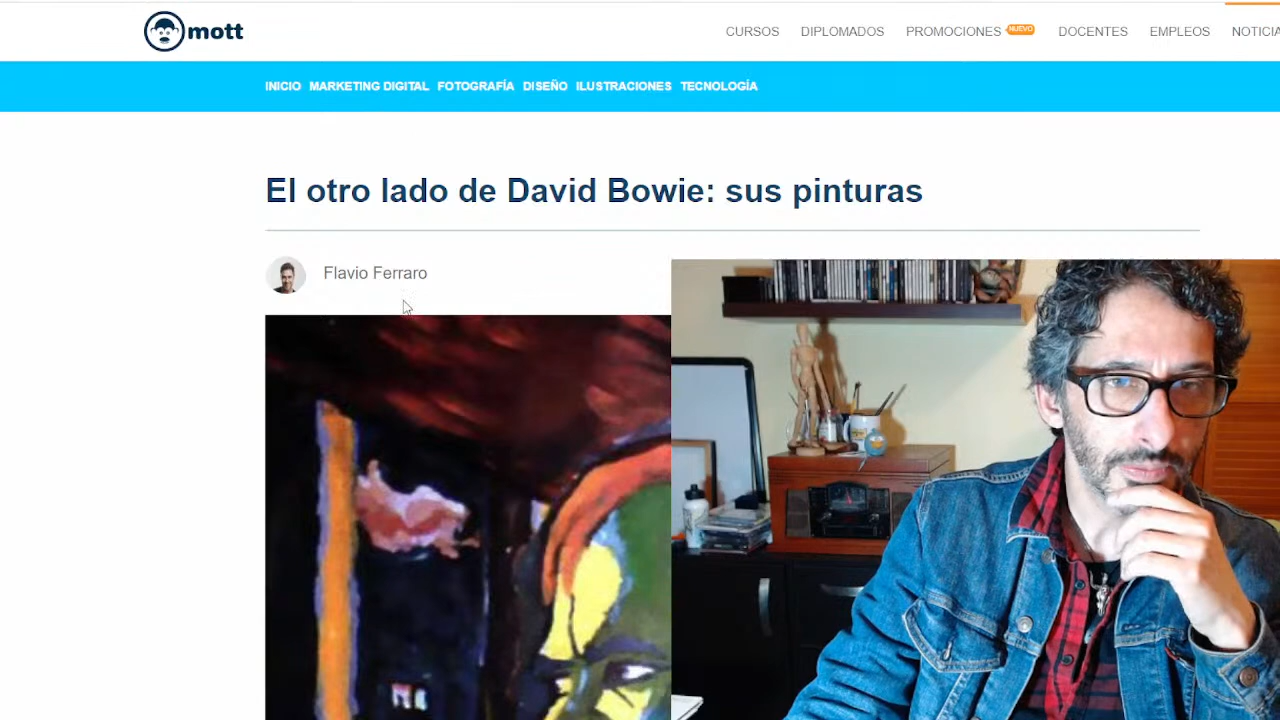 mott
CURSOS DIPLOMADOS PROMOCIONES NUEVO DOCENTES EMPLEOS NOTICIA
INICIO MARKETING DIGITAL FOTOGRAFÍA DISEÑO ILUSTRACIONES TECNOLOGÍA
El otro lado de David Bowie: sus pinturas
Flavio Ferraro